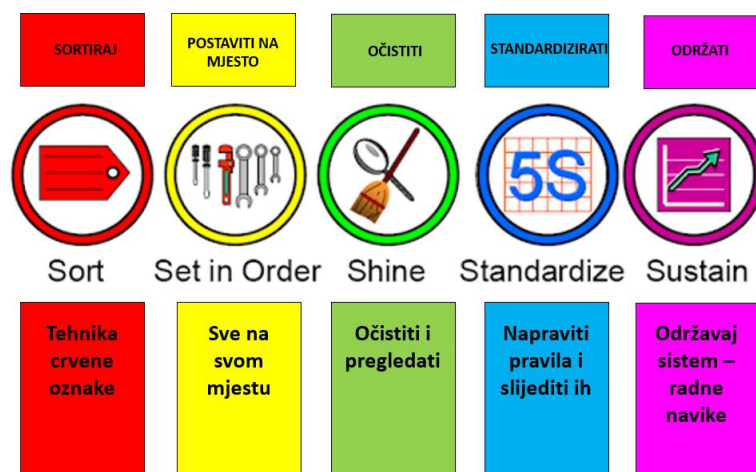 SORTIRAJ
POSTAVITI NA
MJESTO
OČISTITI
STANDARDIZIRATI
ODRŽATI
5S
Sort
Set in Order
Shine
Standardize
Sustain
Tehnika
crvene
oznake
Sve na
svom
mjestu
Očistiti i
pregledati
Napraviti
pravila i
slijediti ih
Održavaj
sistem –
radne
navike